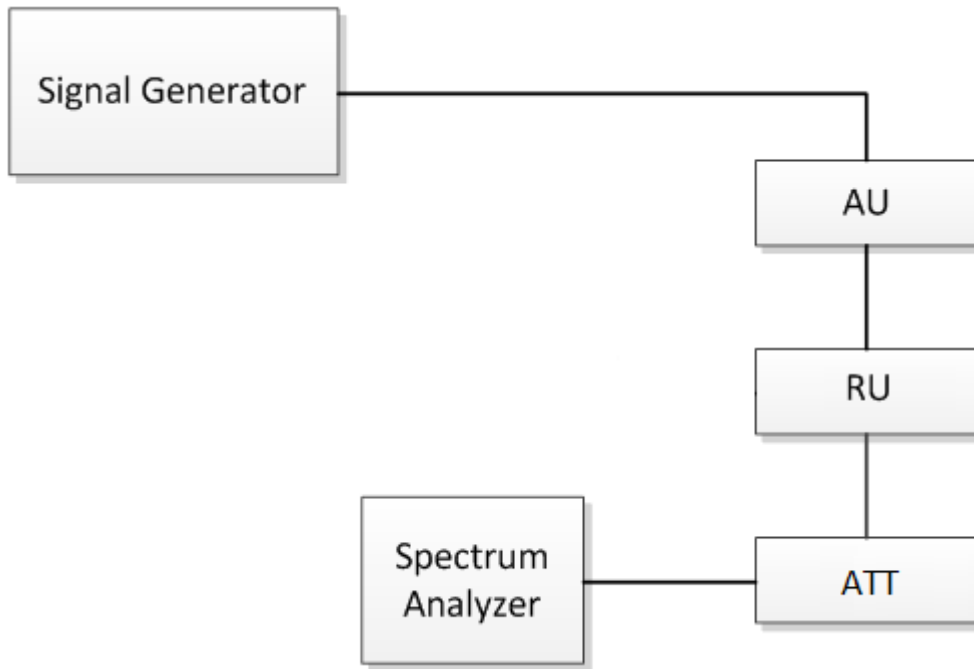 Signal Generator
AU
RU
Spectrum
Analyzer
ATT